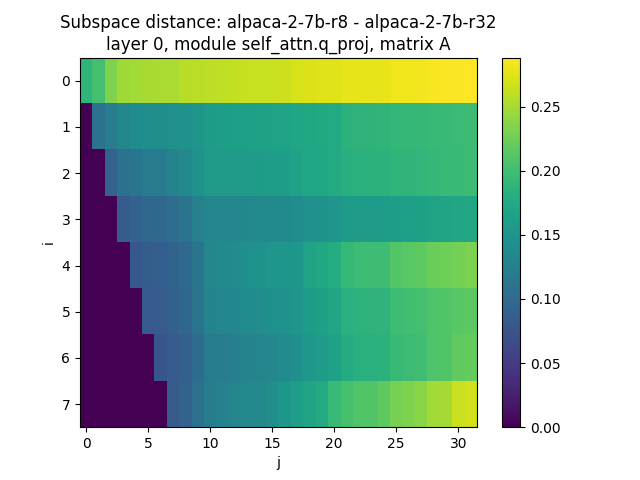 Subspace distance: alpaca-2-7b-r8 - alpaca-2-7b-r32
layer 0, module self_attn.q_proj, matrix A
0
1
2
3
4
5
6
7
i
0 5 10 15 20 25 30
j
0.25
0.20
0.15
0.10
0.05
0.00